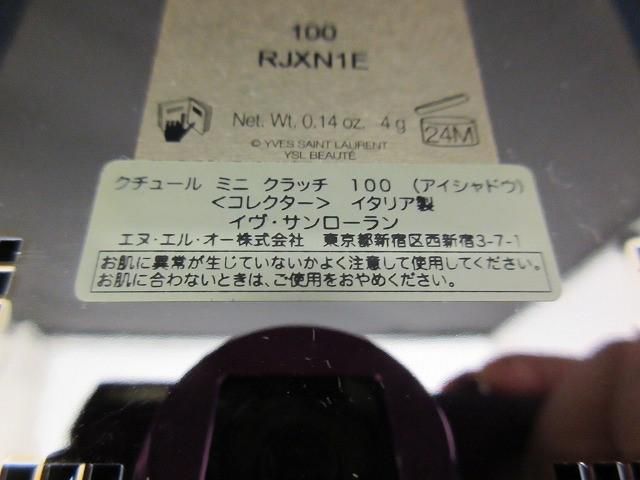 100
RJXN1E
Net. Wt. 0.14 oz. 4 g
24M
© YVES SAINT LAURENT
YSL BEAUTÉ
クチュール ミニ クラッチ 100 (アイシャドウ)
<コレクター> イタリア製
イヴ・サンローラン
エヌ・エル・オー株式会社 東京都新宿区西新宿3-7-1
お肌に異常が生じていないかよく注意して使用してください。
お肌に合わないときは、ご使用をおやめください。